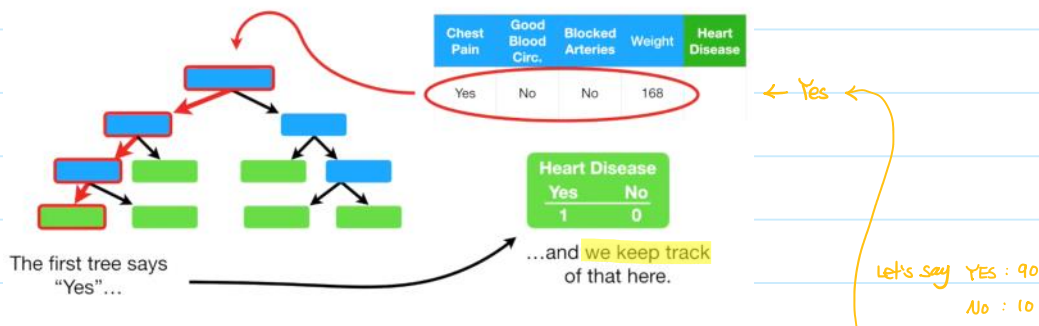 Chest Pain
Good Blood Circ.
Blocked Arteries
Weight
Heart Disease
Yes
No
No
168
← Yes ←
Heart Disease
Yes No
1 0
The first tree says
“Yes”…
…and we keep track
of that here.
Let's say YES : 90
No : 10